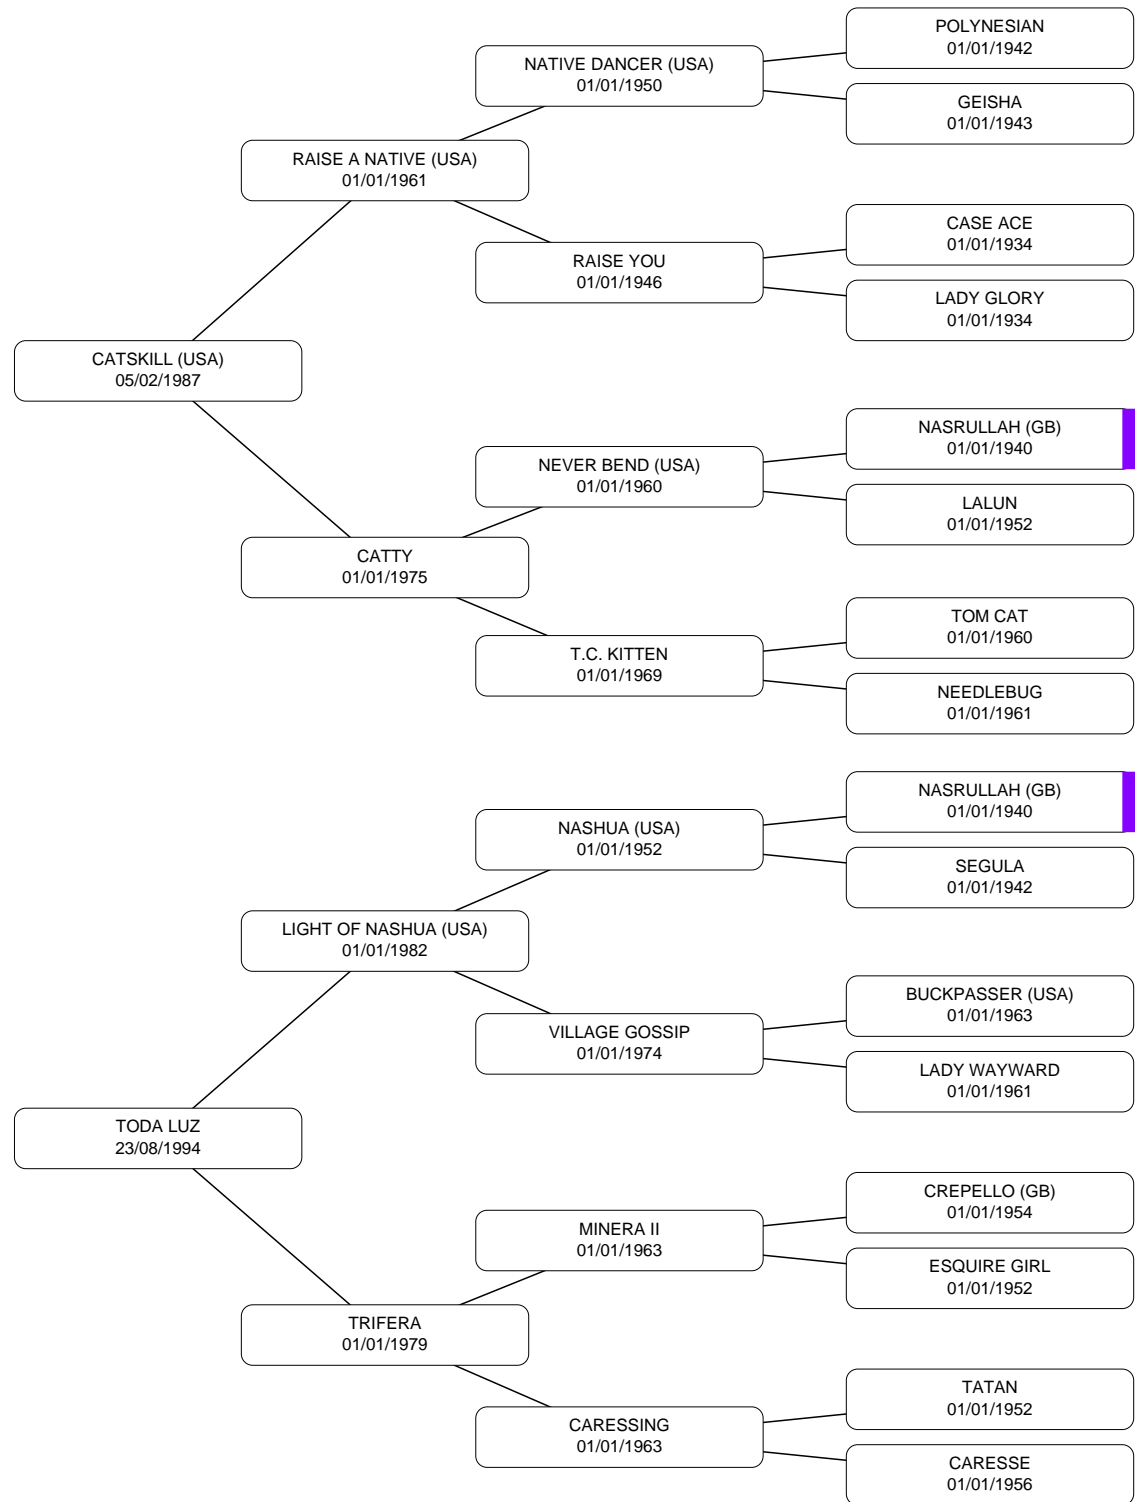 POLYNESIAN
01/01/1942
NATIVE DANCER (USA)
01/01/1950
GEISHA
01/01/1943
RAISE A NATIVE (USA)
01/01/1961
CASE ACE
01/01/1934
RAISE YOU
01/01/1946
LADY GLORY
01/01/1934
CATSKILL (USA)
05/02/1987
NASRULLAH (GB)
01/01/1940
NEVER BEND (USA)
01/01/1960
LALUN
01/01/1952
CATTY
01/01/1975
TOM CAT
01/01/1960
T.C. KITTEN
01/01/1969
NEEDLEBUG
01/01/1961
NASRULLAH (GB)
01/01/1940
NASHUA (USA)
01/01/1952
SEGULA
01/01/1942
LIGHT OF NASHUA (USA)
01/01/1982
BUCKPASSER (USA)
01/01/1963
VILLAGE GOSSIP
01/01/1974
LADY WAYWARD
01/01/1961
TODA LUZ
23/08/1994
CREPELLO (GB)
01/01/1954
MINERA II
01/01/1963
ESQUIRE GIRL
01/01/1952
TRIFERA
01/01/1979
TATAN
01/01/1952
CARESSING
01/01/1963
CARESSE
01/01/1956